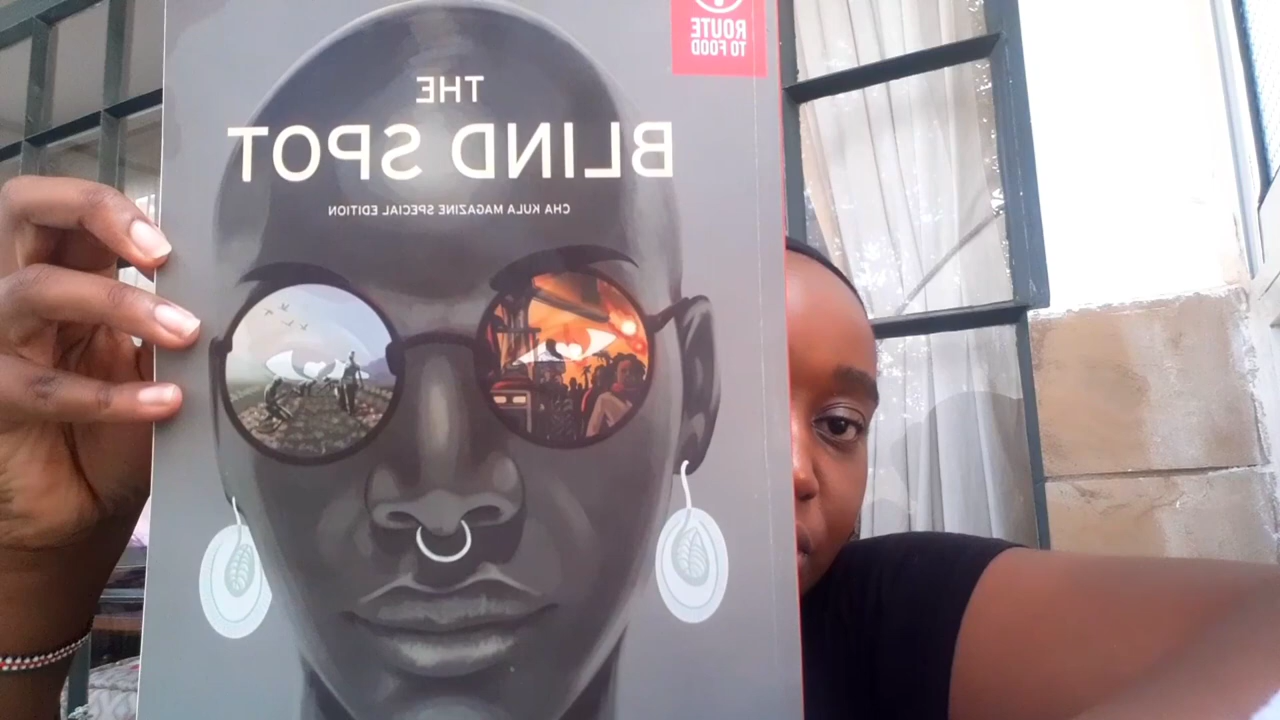 ROUTE
TO FOOD
THE
BLIND SPOT
CHA KULA MAGAZINE SPECIAL EDITION